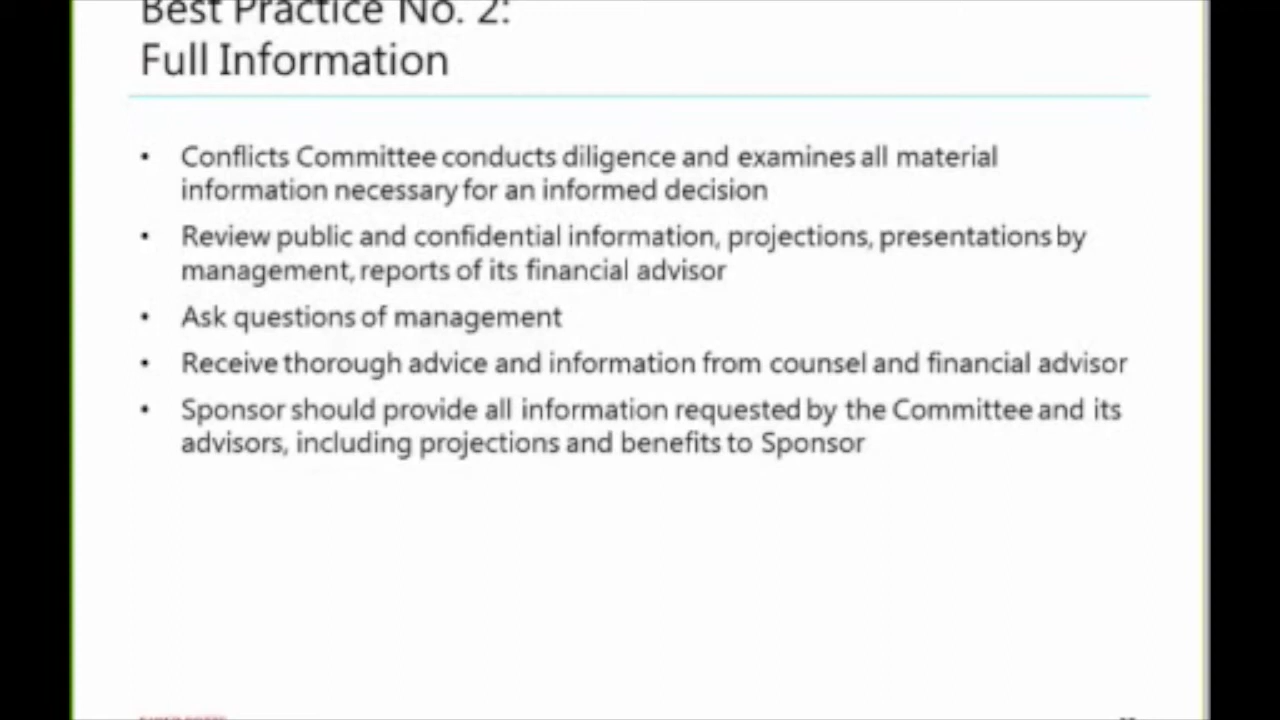 Best Practice No. 2:
Full Information
• Conflicts Committee conducts diligence and examines all material
information necessary for an informed decision
• Review public and confidential information, projections, presentations by
management, reports of its financial advisor
• Ask questions of management
• Receive thorough advice and information from counsel and financial advisor
• Sponsor should provide all information requested by the Committee and its
advisors, including projections and benefits to Sponsor